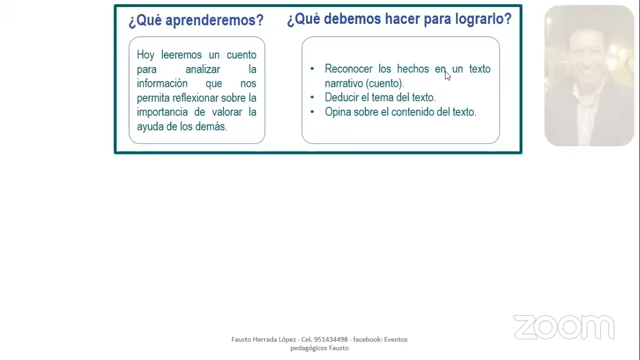 ¿Qué aprenderemos?
Hoy leeremos un cuento
para analizar la
información que nos
permita reflexionar sobre la
importancia de valorar la
ayuda de los demás.
¿Qué debemos hacer para lograrlo?
• Reconocer los hechos en un texto
narrativo (cuento).
• Deducir el tema del texto.
• Opina sobre el contenido del texto.
Fausto Herrada López - Cel. 951434498 - facebook: Eventos
pedagógicos Fausto
zoom